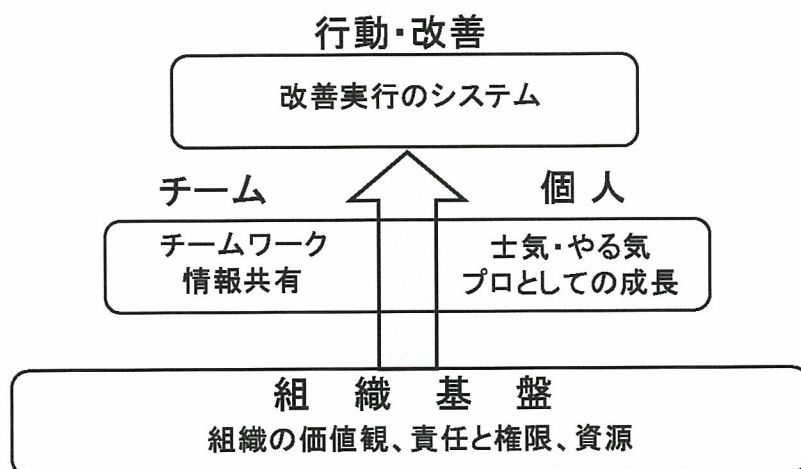 行動・改善
改善実行のシステム
チーム
個人
チームワーク
情報共有
士気・やる気
プロとしての成長
組織基盤
組織の価値観、責任と権限、資源